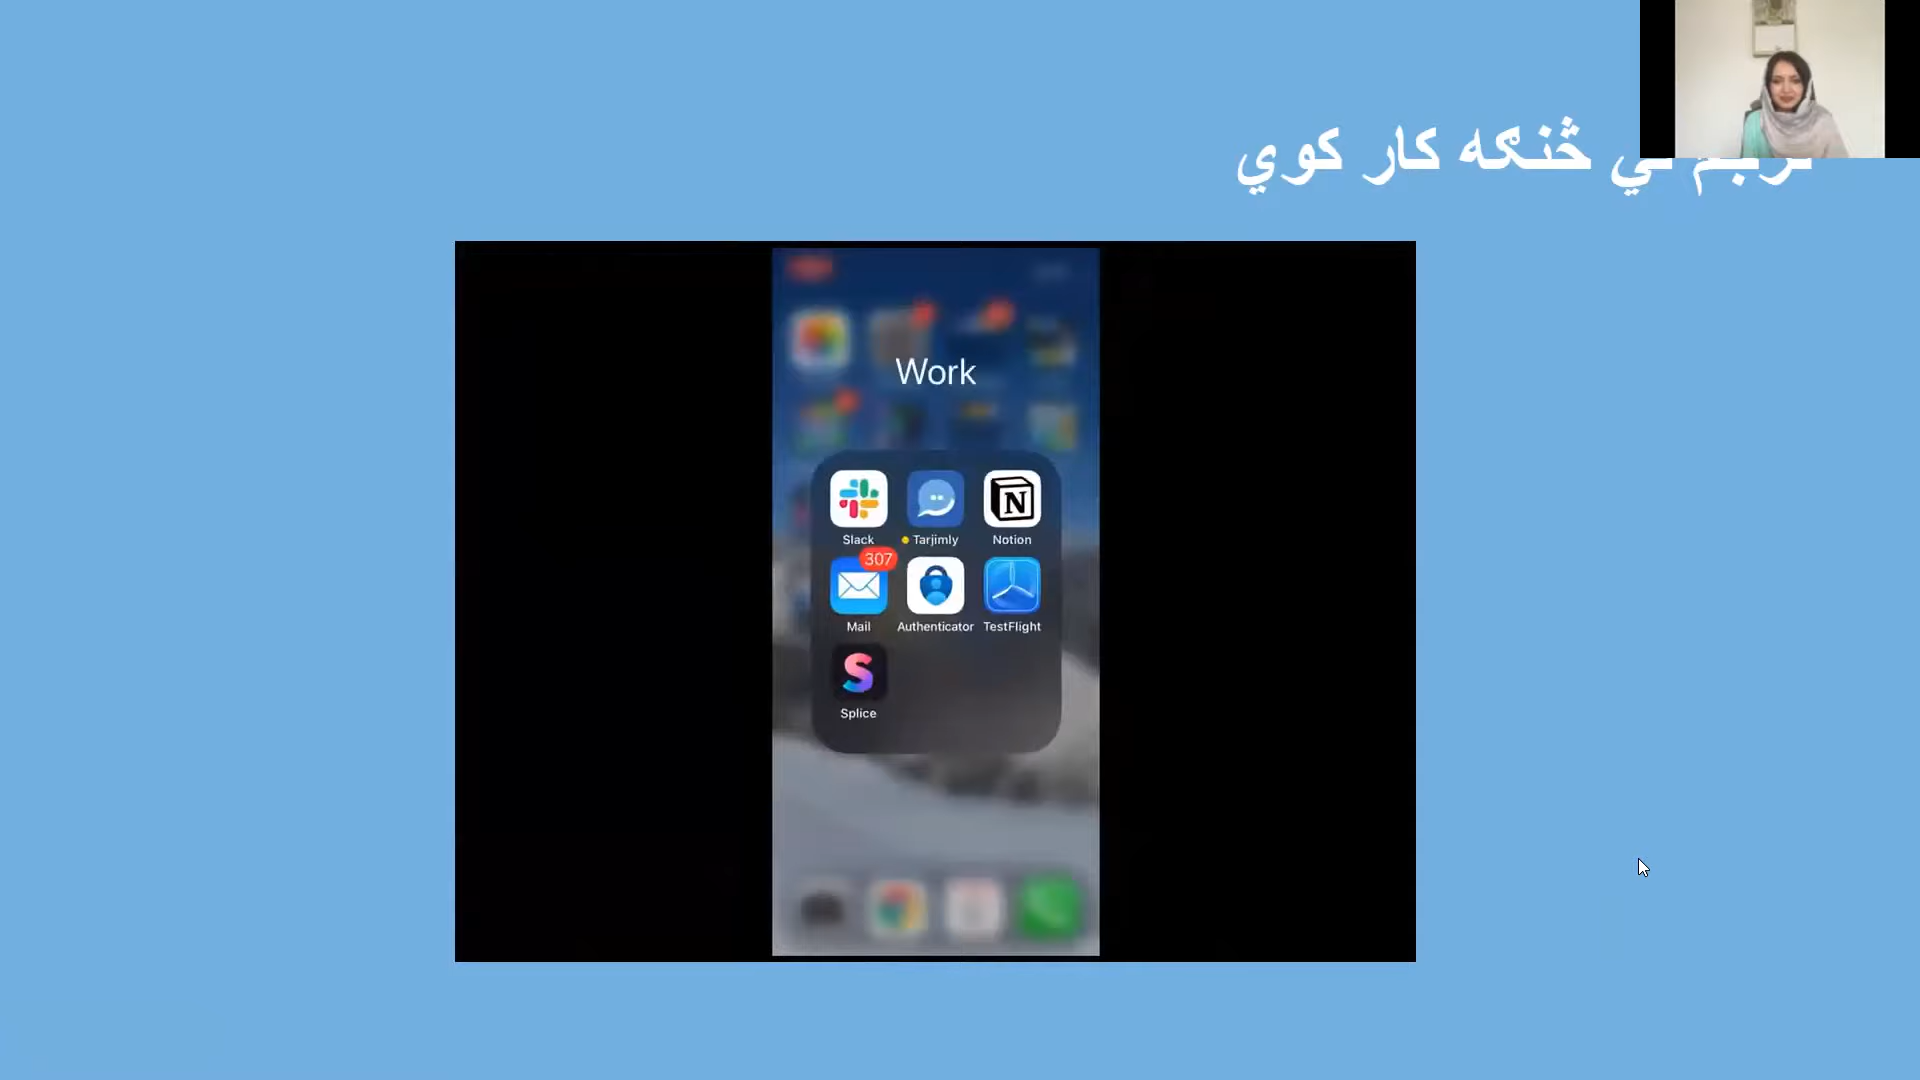 څنګه کار کوي
Work
Slack
Tarjimly
Notion
307
Mail
Authenticator
TestFlight
Splice